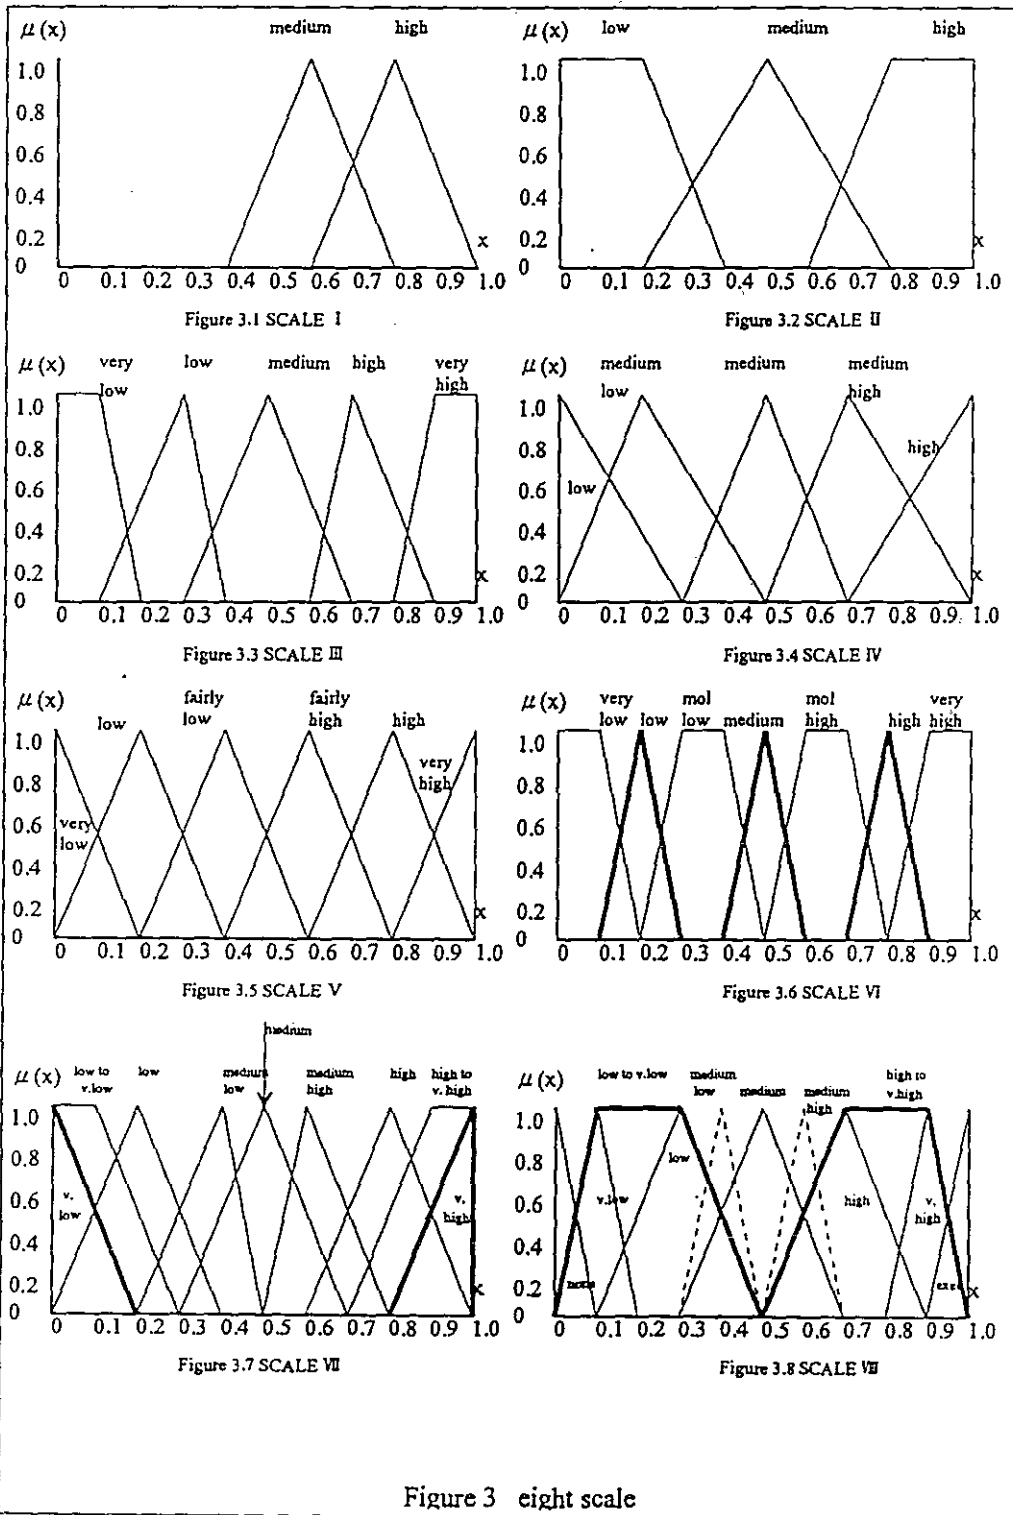 μ(x) medium high
1.0
0.8
0.6
0.4
0.2 x
0
0 0.1 0.2 0.3 0.4 0.5 0.6 0.7 0.8 0.9 1.0
Figure 3.1 SCALE I
μ(x) low medium high
1.0
0.8
0.6
0.4
0.2 x
0
0 0.1 0.2 0.3 0.4 0.5 0.6 0.7 0.8 0.9 1.0
Figure 3.2 SCALE II
μ(x) very low medium high very
low high
1.0
0.8
0.6
0.4
0.2 x
0
0 0.1 0.2 0.3 0.4 0.5 0.6 0.7 0.8 0.9 1.0
Figure 3.3 SCALE III
μ(x) medium medium medium
low high
1.0
0.8 high
0.6 low
0.4
0.2 x
0
0 0.1 0.2 0.3 0.4 0.5 0.6 0.7 0.8 0.9 1.0
Figure 3.4 SCALE IV
μ(x) low fairly low fairly high high
1.0
0.8 very high
0.6 very low
0.4
0.2 x
0
0 0.1 0.2 0.3 0.4 0.5 0.6 0.7 0.8 0.9 1.0
Figure 3.5 SCALE V
μ(x) very mol mol very
low low low medium high high high
1.0
0.8
0.6
0.4
0.2 x
0
0 0.1 0.2 0.3 0.4 0.5 0.6 0.7 0.8 0.9 1.0
Figure 3.6 SCALE VI
medium
μ(x) low to low medium medium high high to
v.low low high v. high
1.0
0.8
0.6 v. low v. high
0.4
0.2 x
0
0 0.1 0.2 0.3 0.4 0.5 0.6 0.7 0.8 0.9 1.0
Figure 3.7 SCALE VII
μ(x) low to v.low medium low medium medium high high to v.high
1.0
0.8 low
0.6 v.low high v. high
0.4
0.2 x
0
0 0.1 0.2 0.3 0.4 0.5 0.6 0.7 0.8 0.9 1.0
Figure 3.8 SCALE VIII
Figure 3 eight scale